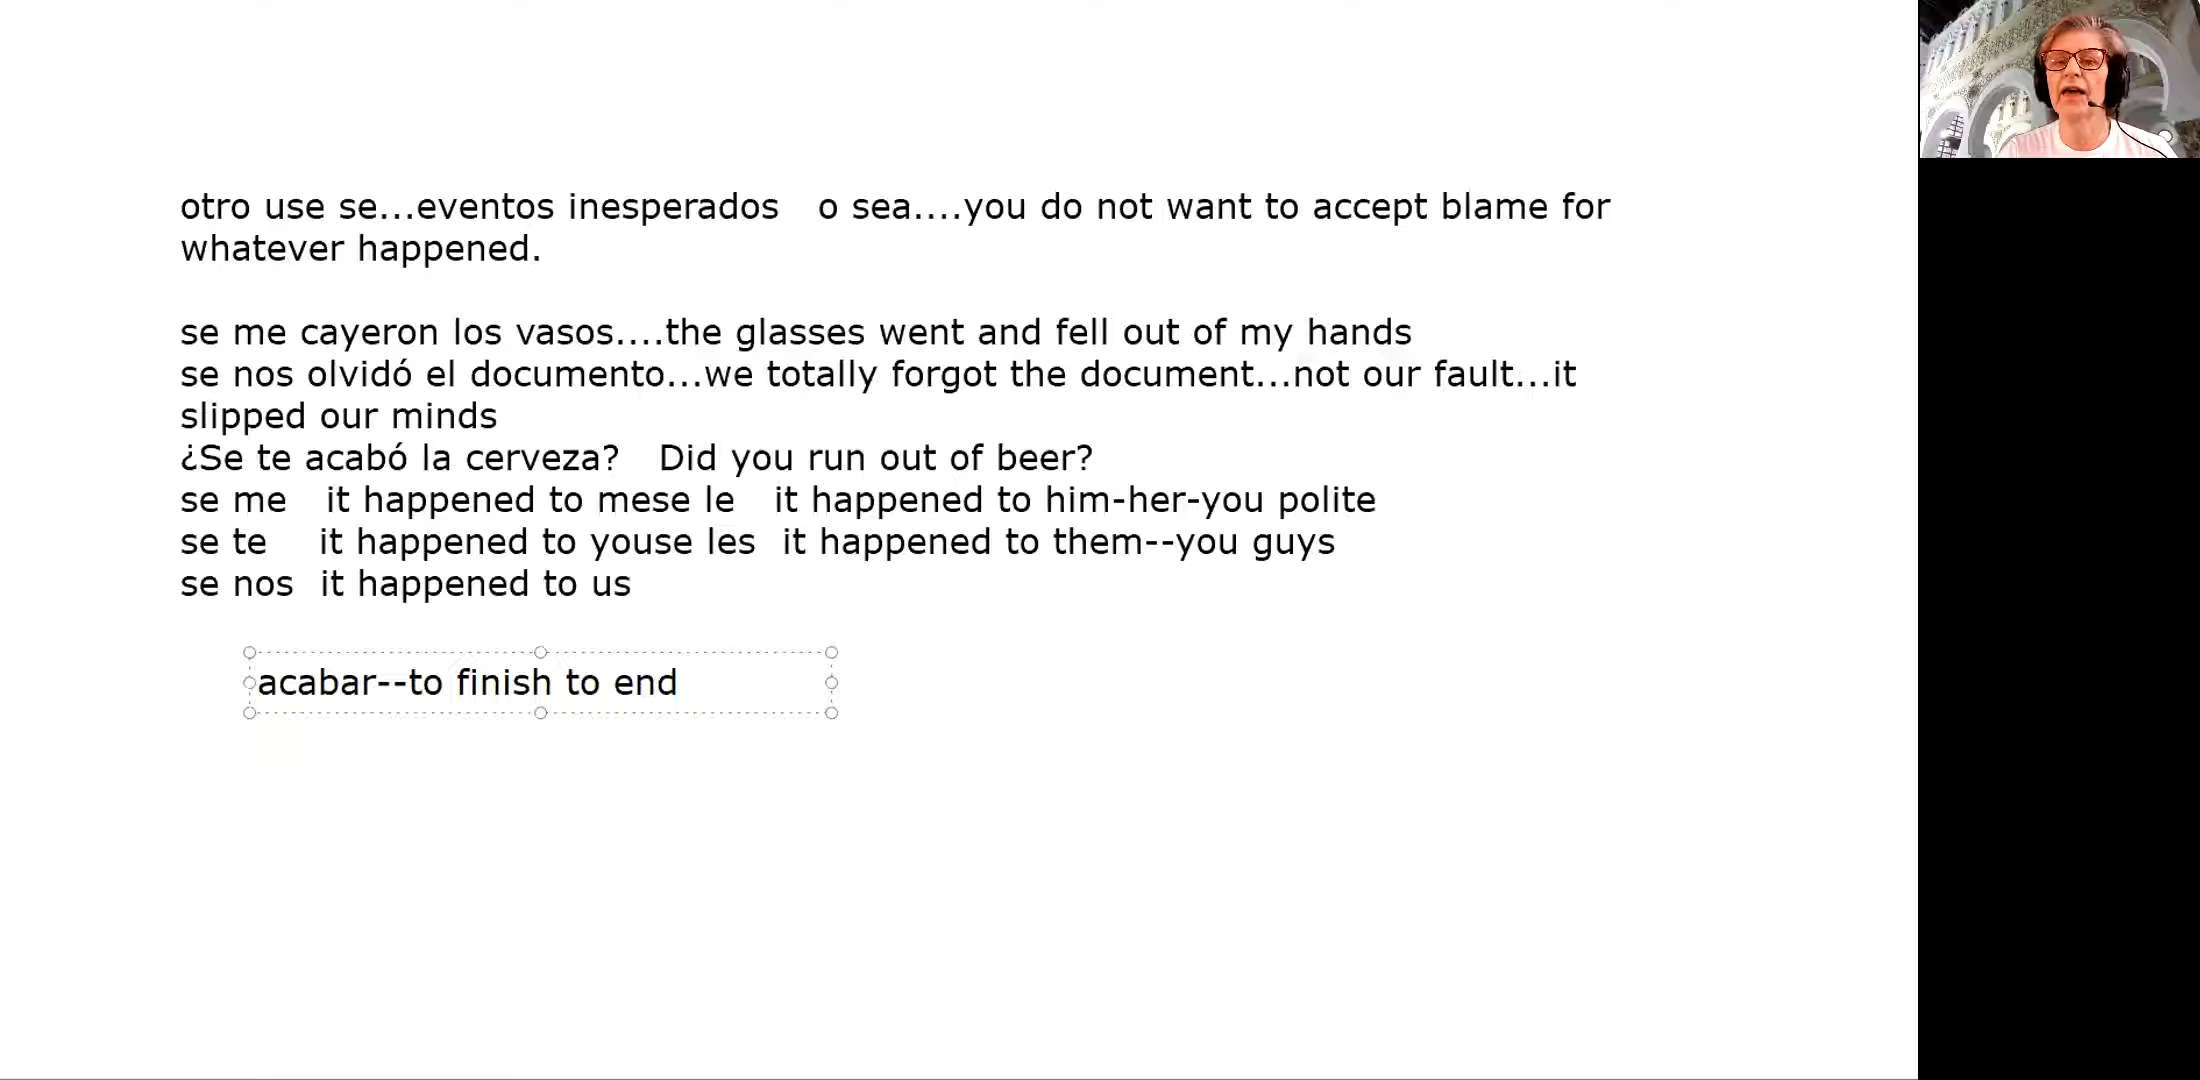 otro use se...eventos inesperados   o sea....you do not want to accept blame for
whatever happened.
se me cayeron los vasos....the glasses went and fell out of my hands
se nos olvidó el documento...we totally forgot the document...not our fault...it
slipped our minds
¿Se te acabó la cerveza?   Did you run out of beer?
se me   it happened to mese le   it happened to him-her-you polite
se te    it happened to youse les  it happened to them--you guys
se nos  it happened to us
acabar--to finish to end